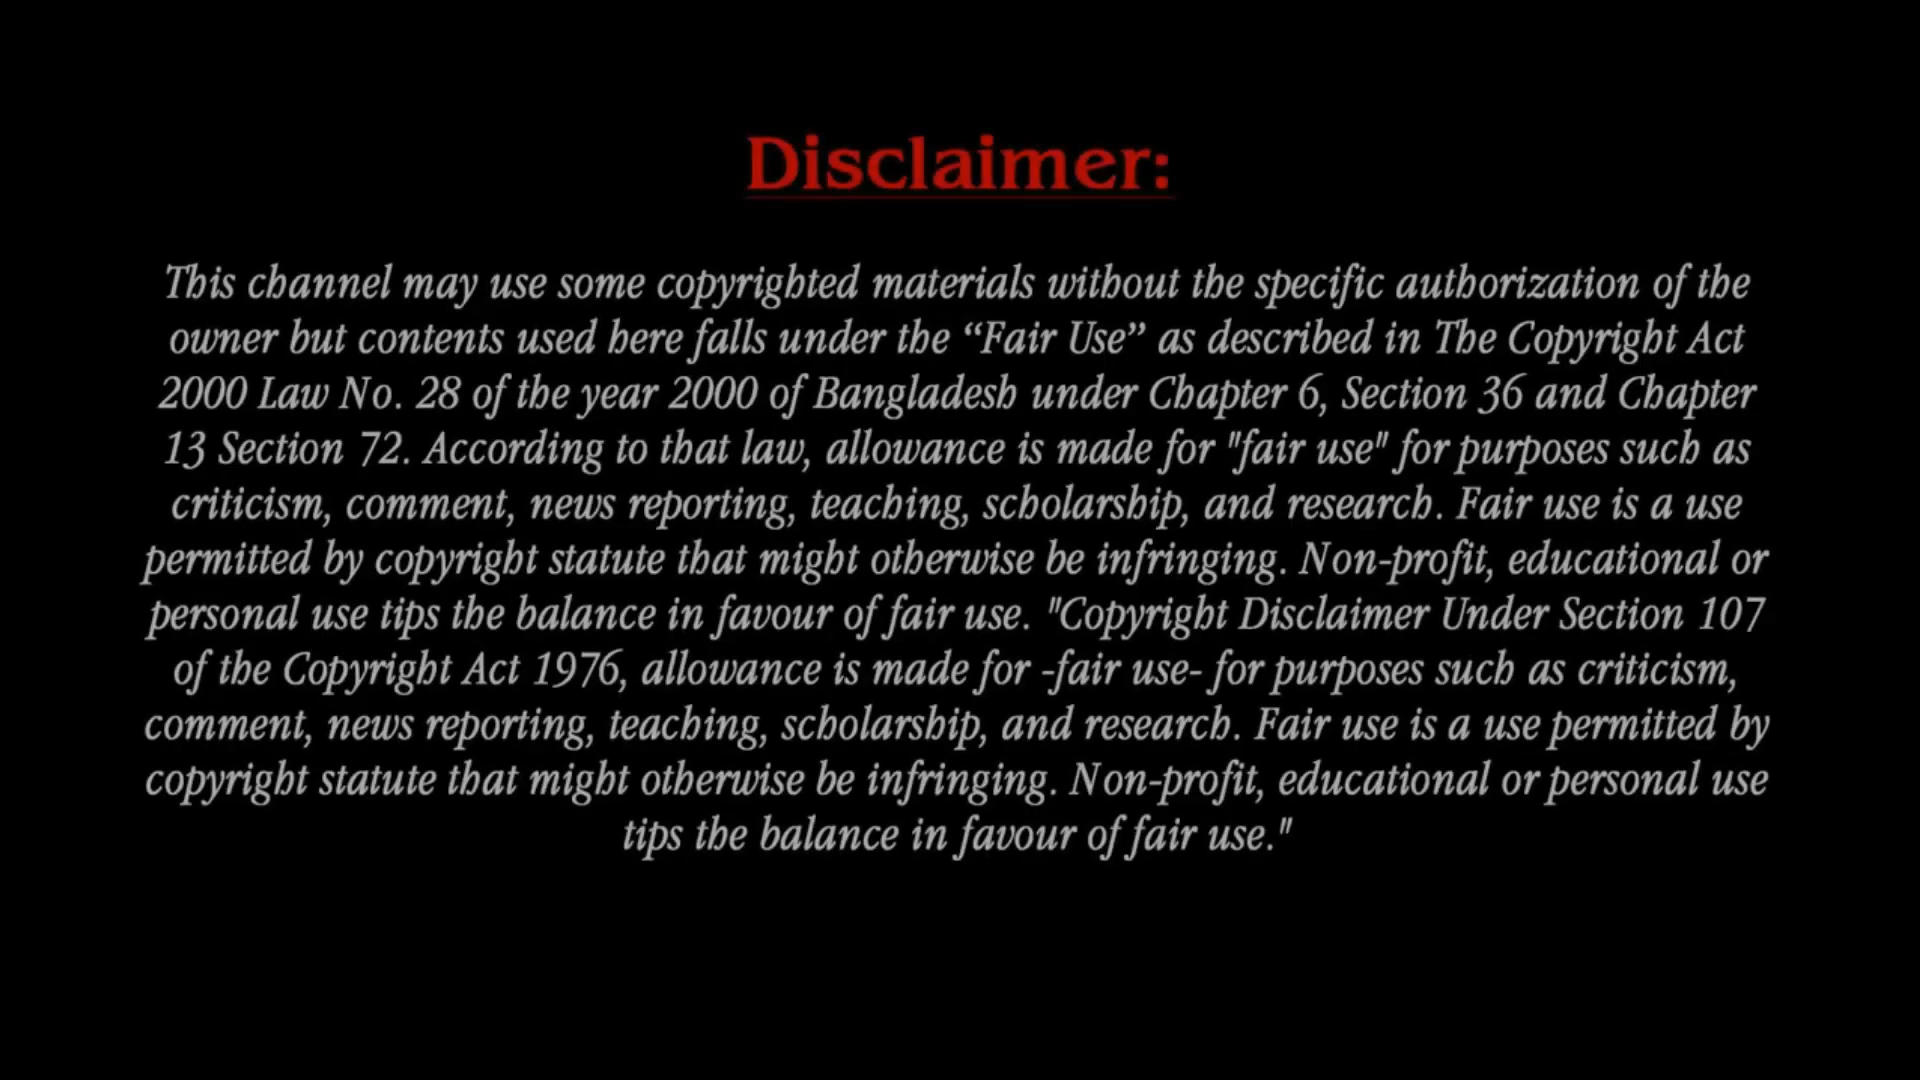 Disclaimer:
This channel may use some copyrighted materials without the specific authorization of the
owner but contents used here falls under the “Fair Use” as described in The Copyright Act
2000 Law No. 28 of the year 2000 of Bangladesh under Chapter 6, Section 36 and Chapter
13 Section 72. According to that law, allowance is made for "fair use" for purposes such as
criticism, comment, news reporting, teaching, scholarship, and research. Fair use is a use
permitted by copyright statute that might otherwise be infringing. Non-profit, educational or
personal use tips the balance in favour of fair use. "Copyright Disclaimer Under Section 107
of the Copyright Act 1976, allowance is made for -fair use- for purposes such as criticism,
comment, news reporting, teaching, scholarship, and research. Fair use is a use permitted by
copyright statute that might otherwise be infringing. Non-profit, educational or personal use
tips the balance in favour of fair use."